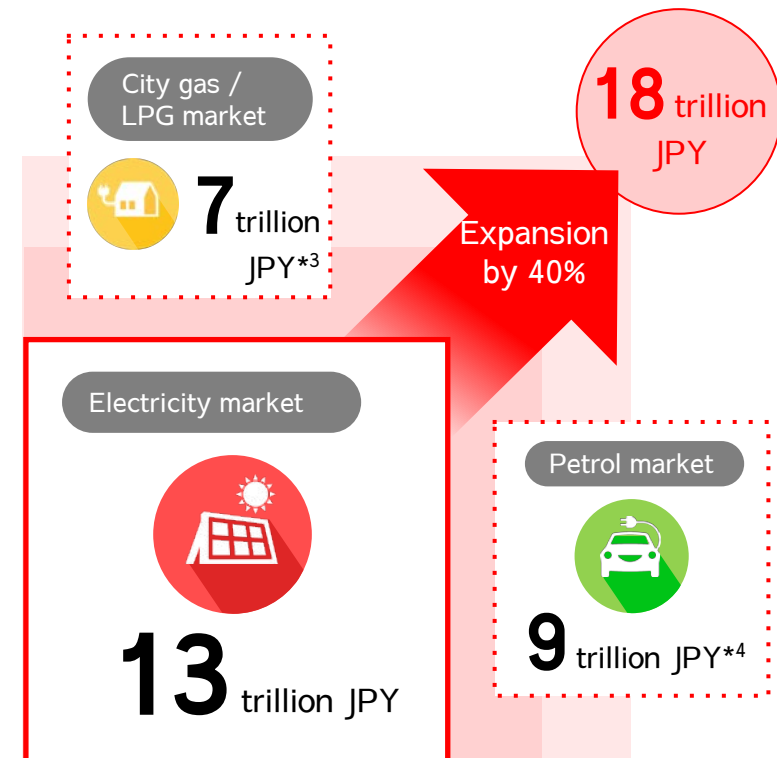 City gas /
LPG market
7 trillion
JPY*3
18 trillion
JPY
Expansion
by 40%
Electricity market
13 trillion JPY
Petrol market
9 trillion JPY*4